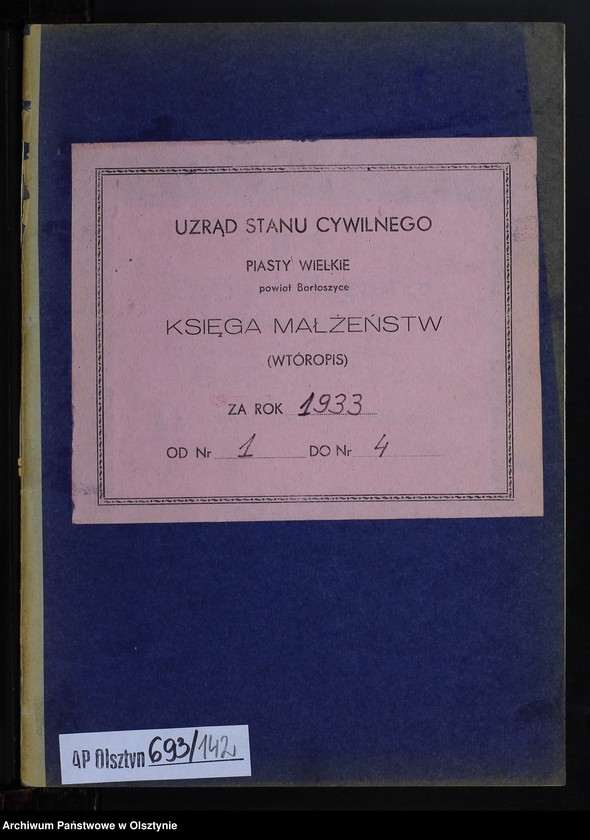 UZRĄD STANU CYWILNEGO
PIASTY WIELKIE
powiat Bartoszyce
KSIĘGA MAŁŻEŃSTW
(WTÓROPIS)
ZA ROK 1933
OD Nr 1 DO Nr 4
AP Olsztyn 693/142
Archiwum Państwowe w Olsztynie